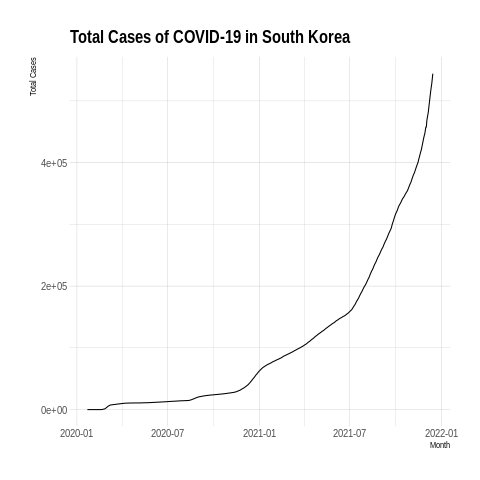 Total Cases of COVID-19 in South Korea
Total Cases
4e+05
2e+05
0e+00
2020-01 2020-07 2021-01 2021-07 2022-01
Month